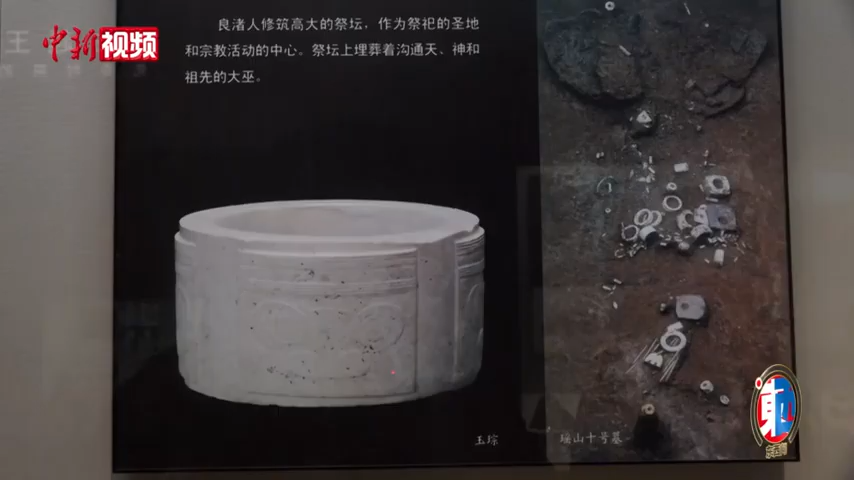 王
中新视频
良渚人修筑高大的祭坛，作为祭祀的圣地
和宗教活动的中心。祭坛上埋葬着沟通天、神和
祖先的大巫。
玉琮
瑶山十号墓